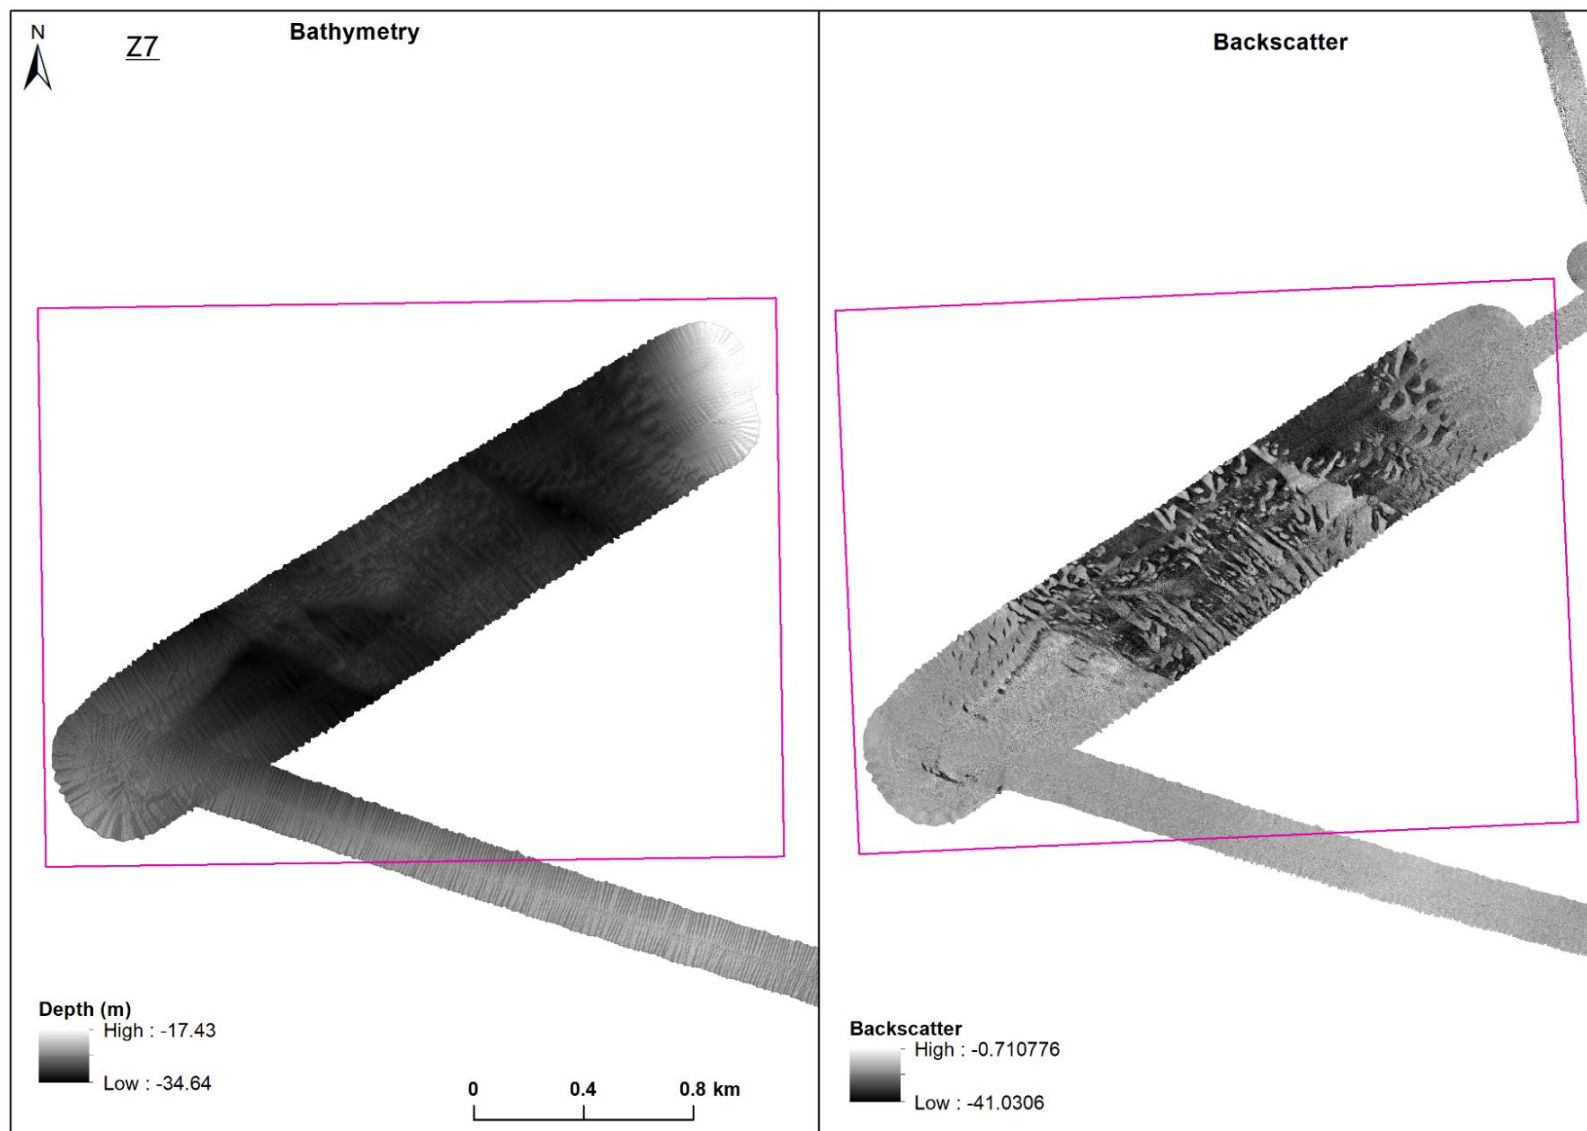 N
Z7
Bathymetry
Depth (m)
High : -17.43
Low : -34.64
0 0.4 0.8 km
Backscatter
Backscatter
High : -0.710776
Low : -41.0306